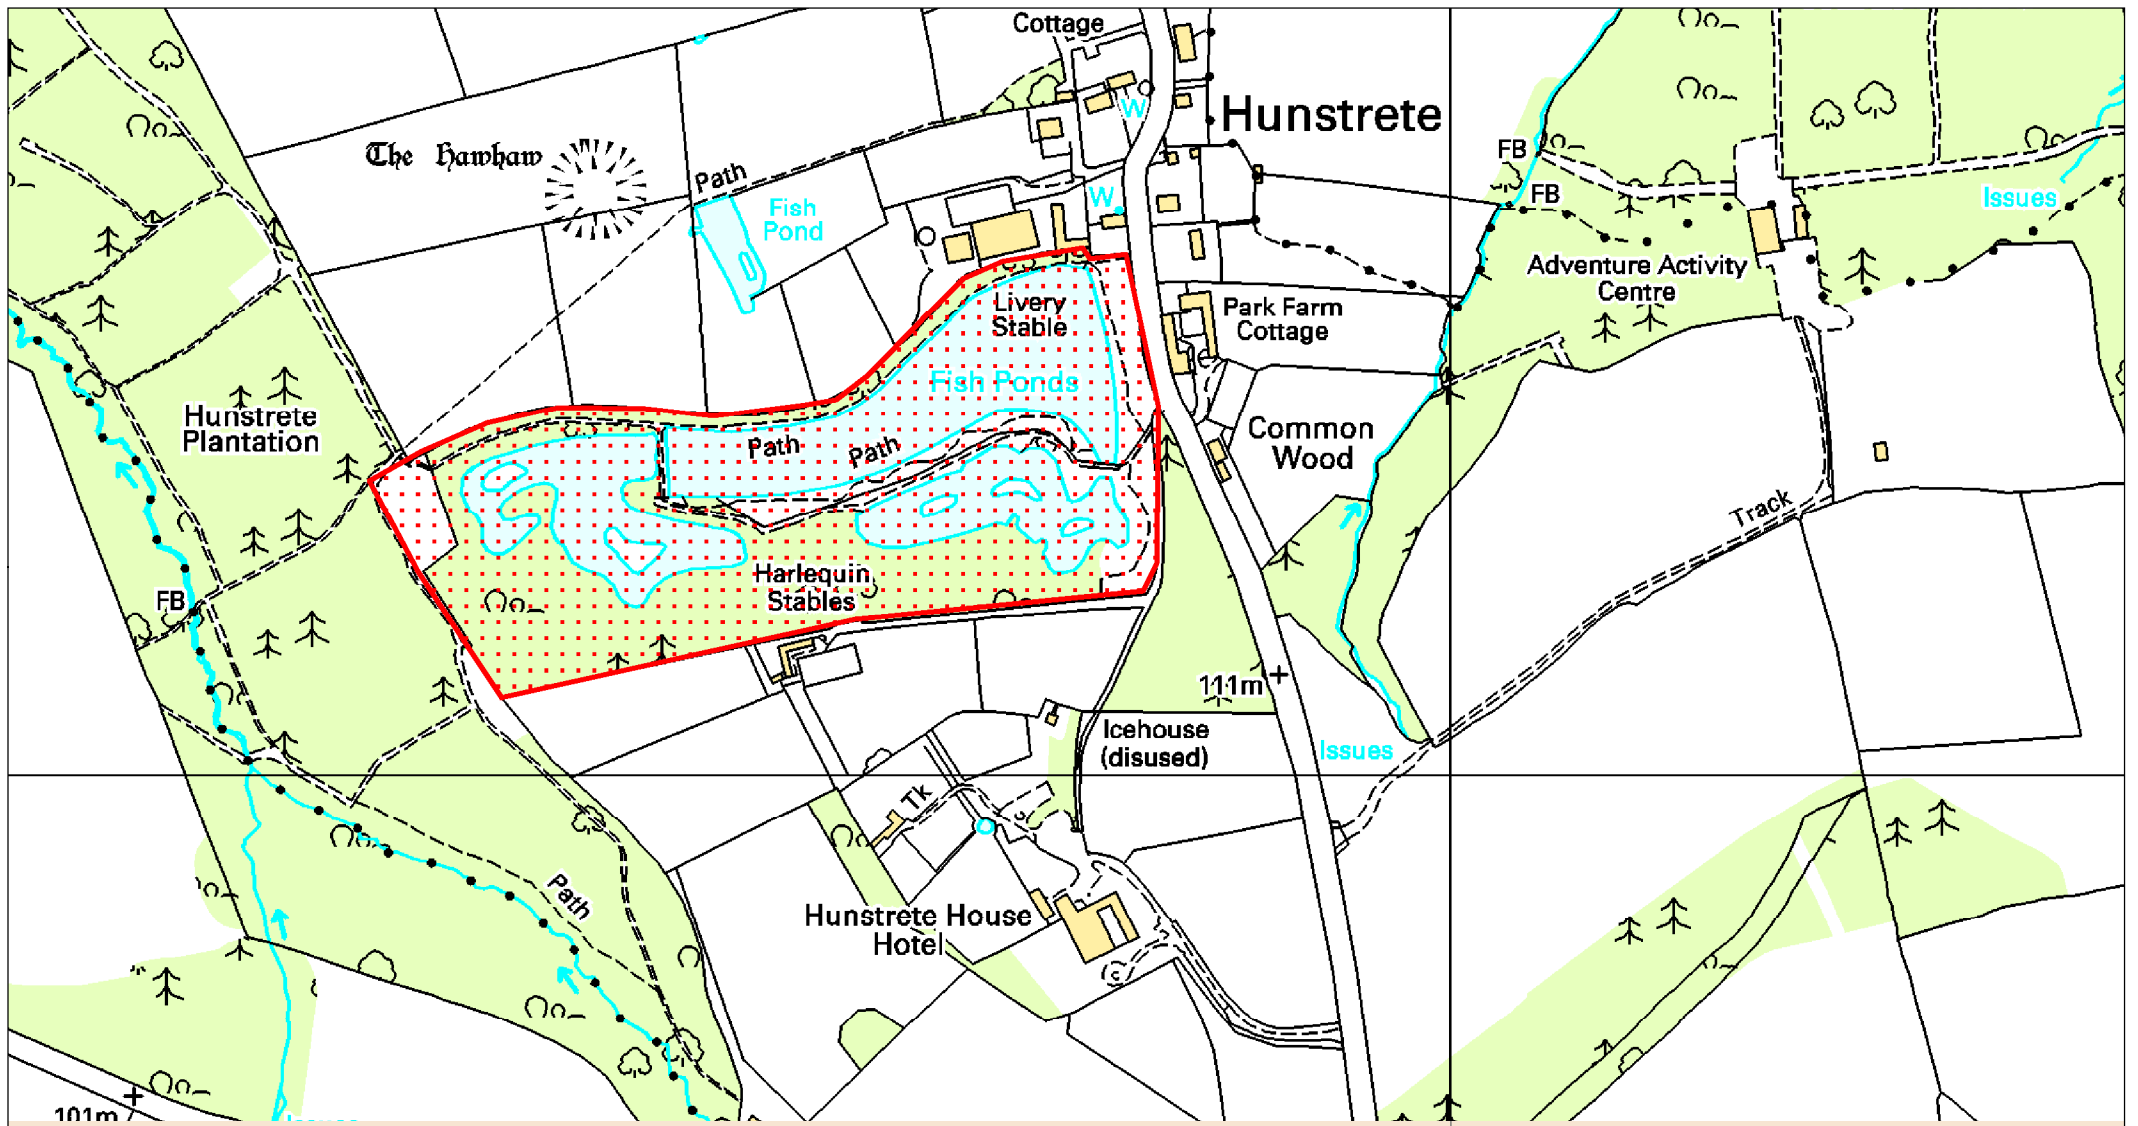 Cottage
W
Hunstrete
The Hawhaw
Path
FB
FB
Issues
Fish
Pond
W
Adventure Activity
Centre
Livery
Stable
Park Farm
Cottage
Fish Ponds
Hunstrete
Plantation
Path
Path
Common
Wood
Track
Harlequin
Stables
FB
111m
Icehouse
(disused)
Issues
Tk
Path
Hunstrete House
Hotel
101m
Issues